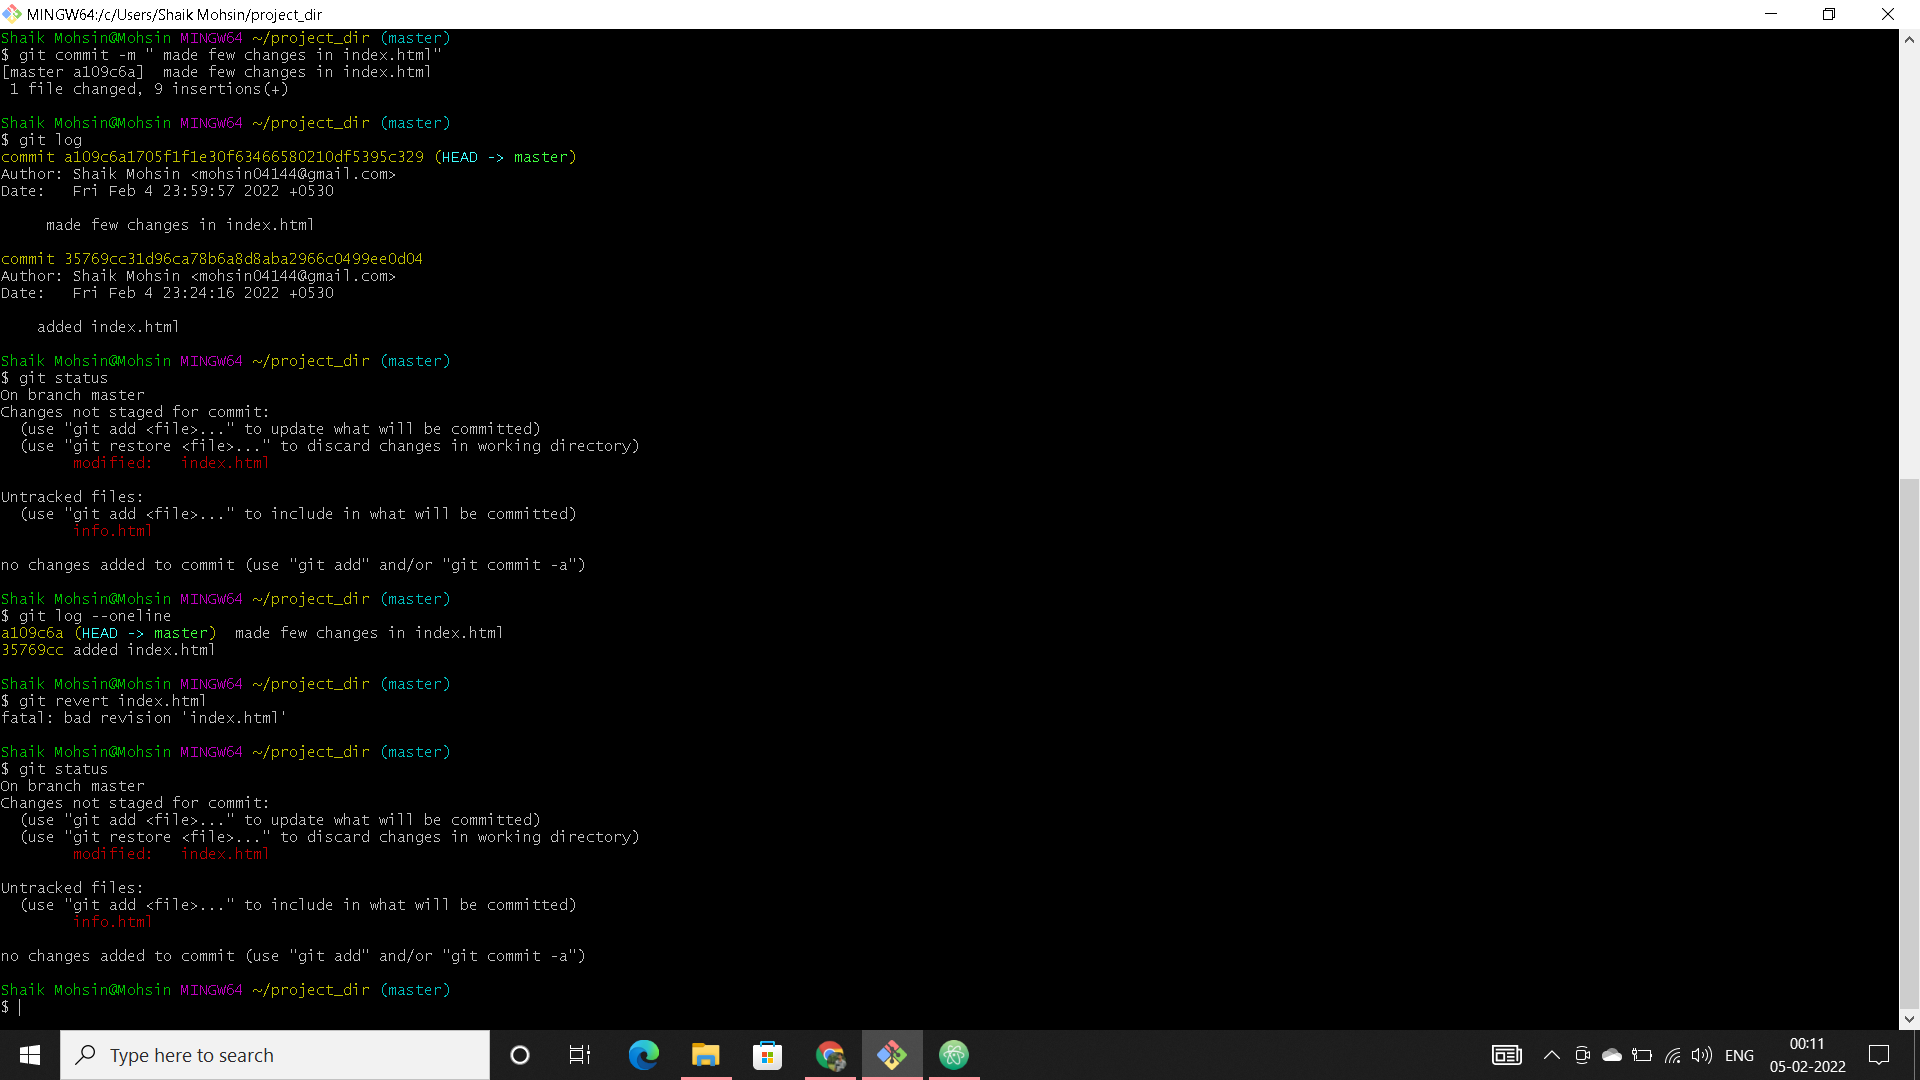 MINGW64:/c/Users/Shaik Mohsin/project_dir
Shaik Mohsin@Mohsin MINGW64 ~/project_dir (master)
$ git commit -m " made few changes in index.html"
[master a109c6a]  made few changes in index.html
 1 file changed, 9 insertions(+)

Shaik Mohsin@Mohsin MINGW64 ~/project_dir (master)
$ git log
commit a109c6a1705f1f1e30f63466580210df5395c329 (HEAD -> master)
Author: Shaik Mohsin <mohsin04144@gmail.com>
Date:   Fri Feb 4 23:59:57 2022 +0530

     made few changes in index.html

commit 35769cc31d96ca78b6a8d8aba2966c0499ee0d04
Author: Shaik Mohsin <mohsin04144@gmail.com>
Date:   Fri Feb 4 23:24:16 2022 +0530

    added index.html

Shaik Mohsin@Mohsin MINGW64 ~/project_dir (master)
$ git status
On branch master
Changes not staged for commit:
  (use "git add <file>..." to update what will be committed)
  (use "git restore <file>..." to discard changes in working directory)
        modified:   index.html

Untracked files:
  (use "git add <file>..." to include in what will be committed)
        info.html

no changes added to commit (use "git add" and/or "git commit -a")

Shaik Mohsin@Mohsin MINGW64 ~/project_dir (master)
$ git log --oneline
a109c6a (HEAD -> master)  made few changes in index.html
35769cc added index.html

Shaik Mohsin@Mohsin MINGW64 ~/project_dir (master)
$ git revert index.html
fatal: bad revision 'index.html'

Shaik Mohsin@Mohsin MINGW64 ~/project_dir (master)
$ git status
On branch master
Changes not staged for commit:
  (use "git add <file>..." to update what will be committed)
  (use "git restore <file>..." to discard changes in working directory)
        modified:   index.html

Untracked files:
  (use "git add <file>..." to include in what will be committed)
        info.html

no changes added to commit (use "git add" and/or "git commit -a")

Shaik Mohsin@Mohsin MINGW64 ~/project_dir (master)
$
Type here to search
ENG
00:11
05-02-2022